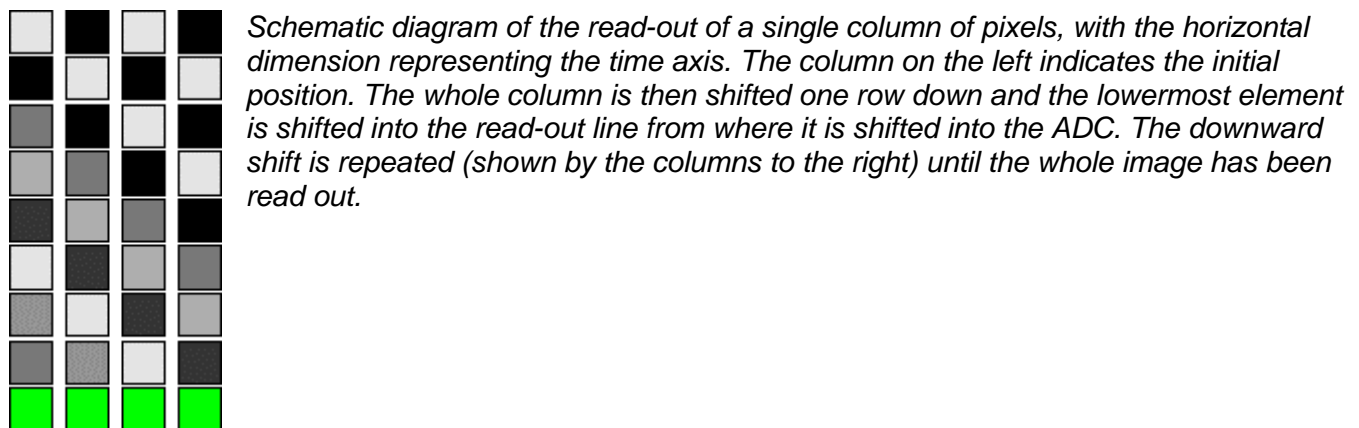 Schematic diagram of the read-out of a single column of pixels, with the horizontal
dimension representing the time axis. The column on the left indicates the initial
position. The whole column is then shifted one row down and the lowermost element
is shifted into the read-out line from where it is shifted into the ADC. The downward
shift is repeated (shown by the columns to the right) until the whole image has been
read out.